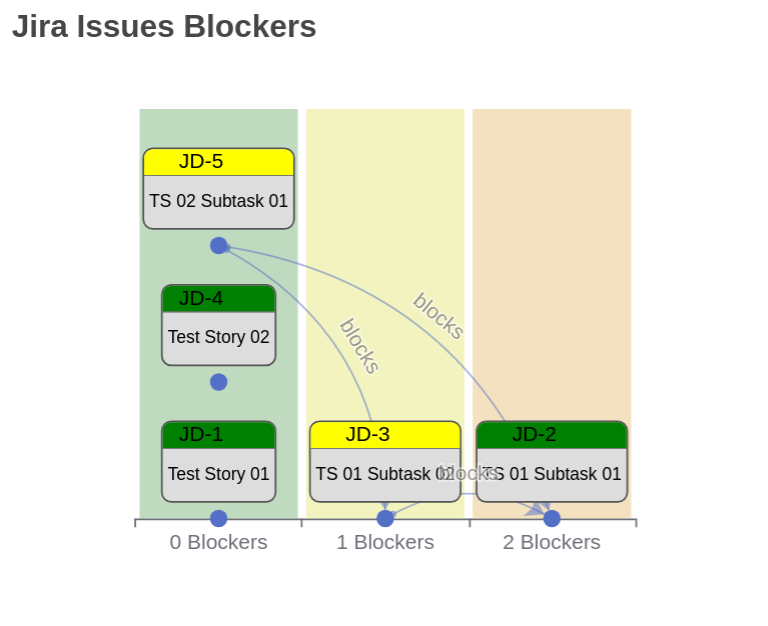 Jira Issues Blockers
JD-5
TS 02 Subtask 01
blocks
JD-4
blocks
Test Story 02
JD-1
JD-3
JD-2
Test Story 01
TS 01 Subtask 02
blocks
TS 01 Subtask 01
0 Blockers
1 Blockers
2 Blockers